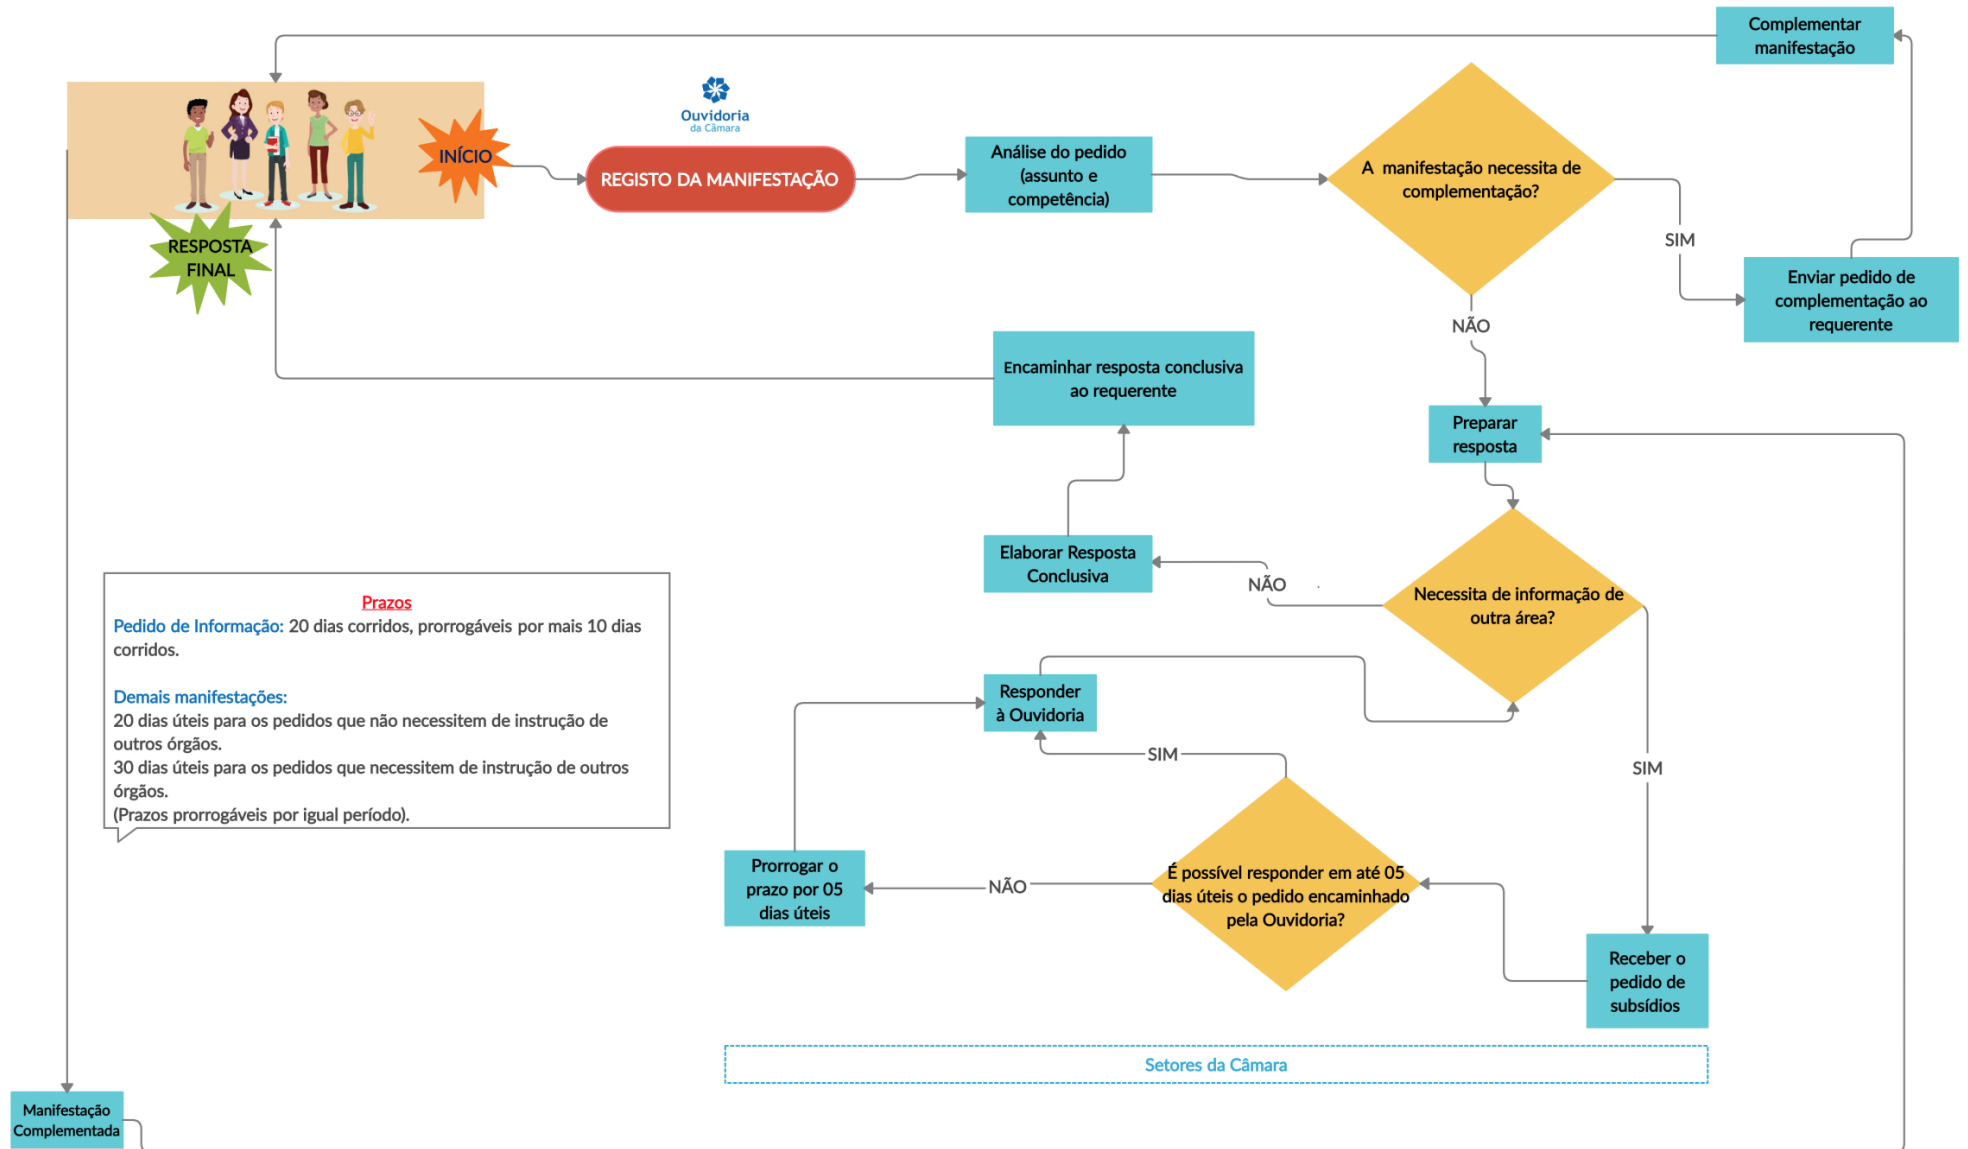 Complementar
manifestação
Ouvidoria
da Câmara
INÍCIO
REGISTO DA MANIFESTAÇÃO
Análise do pedido
(assunto e
competência)
A manifestação necessita de
complementação?
SIM
Enviar pedido de
complementação ao
requerente
RESPOSTA
FINAL
NÃO
Encaminhar resposta conclusiva
ao requerente
Preparar
resposta
Elaborar Resposta
Conclusiva
NÃO
Necessita de informação de
outra área?
Prazos
Pedido de Informação: 20 dias corridos, prorrogáveis por mais 10 dias
corridos.
Demais manifestações:
20 dias úteis para os pedidos que não necessitem de instrução de
outros órgãos.
30 dias úteis para os pedidos que necessitem de instrução de outros
órgãos.
(Prazos prorrogáveis por igual período).
Responder
à Ouvidoria
SIM
SIM
Prorrogar o
prazo por 05
dias úteis
NÃO
É possível responder em até 05
dias úteis o pedido encaminhado
pela Ouvidoria?
Receber o
pedido de
subsídios
Setores da Câmara
Manifestação
Complementada